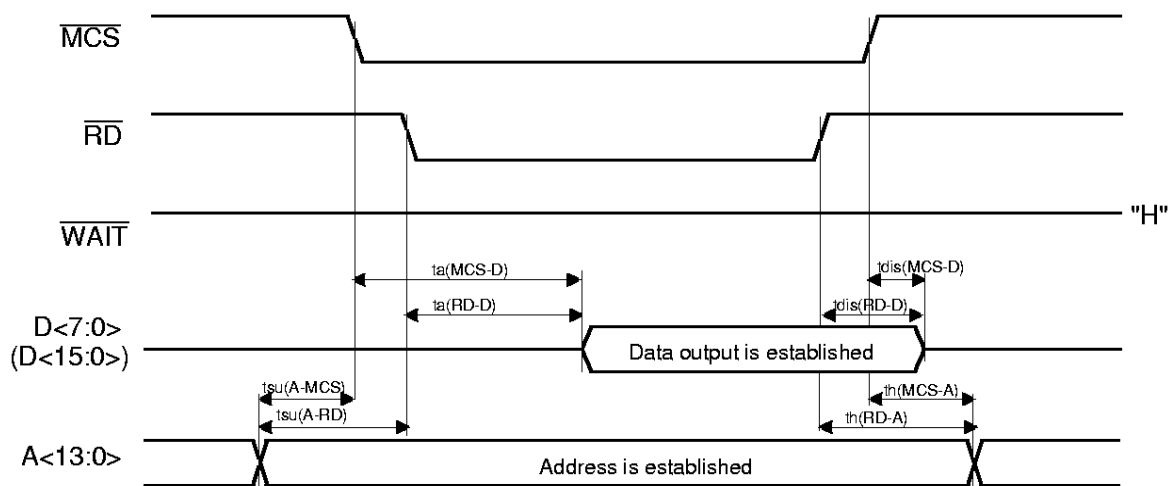 MCS
RD
WAIT
"H"
ta(MCS-D)
tdis(MCS-D)
ta(RD-D)
tdis(RD-D)
D<7:0>
(D<15:0>)
Data output is established
tsu(A-MCS)
th(MCS-A)
tsu(A-RD)
th(RD-A)
A<13:0>
Address is established